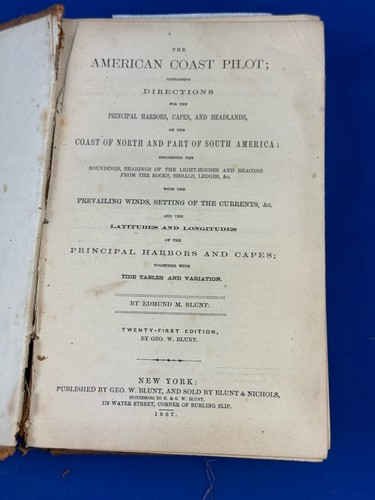 THE
AMERICAN COAST PILOT;
CONTAINING
DIRECTIONS
FOR THE
PRINCIPAL HARBORS, CAPES, AND HEADLANDS,
ON THE
COAST OF NORTH AND PART OF SOUTH AMERICA:
DESCRIBING THE
SOUNDINGS, BEARINGS OF THE LIGHT-HOUSES AND BEACONS
FROM THE ROCKS, SHOALS, LEDGES, &c.
WITH THE
PREVAILING WINDS, SETTING OF THE CURRENTS, &c.
AND THE
LATITUDES AND LONGITUDES
OF THE
PRINCIPAL HARBORS AND CAPES;
TOGETHER WITH
TIDE TABLES AND VARIATION.
BY EDMUND M. BLUNT.
TWENTY-FIRST EDITION,
BY GEO. W. BLUNT.
NEW YORK:
PUBLISHED BY GEO. W. BLUNT, AND SOLD BY BLUNT & NICHOLS,
SUCCESSORS TO E. & G. W. BLUNT,
179 WATER STREET, CORNER OF BURLING SLIP.
1867.